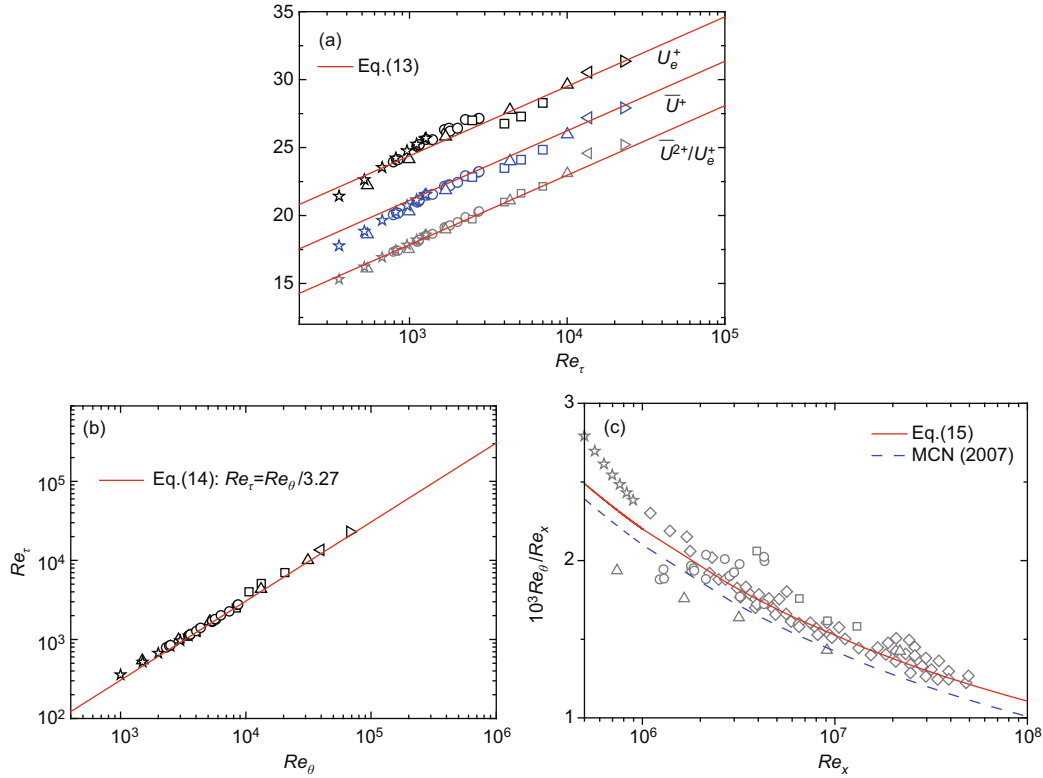 (a)
Eq.(13)
U_e^+
U̅^+
U̅^{2+}/U_e^+
35
30
25
20
15
10^3
10^4
10^5
Re_τ
(b)
Eq.(14): Re_τ=Re_θ/3.27
Re_τ
10^5
10^4
10^3
10^2
10^3
10^4
10^5
10^6
Re_θ
(c)
Eq.(15)
MCN (2007)
10^3Re_θ/Re_x
3
2
1
10^6
10^7
10^8
Re_x